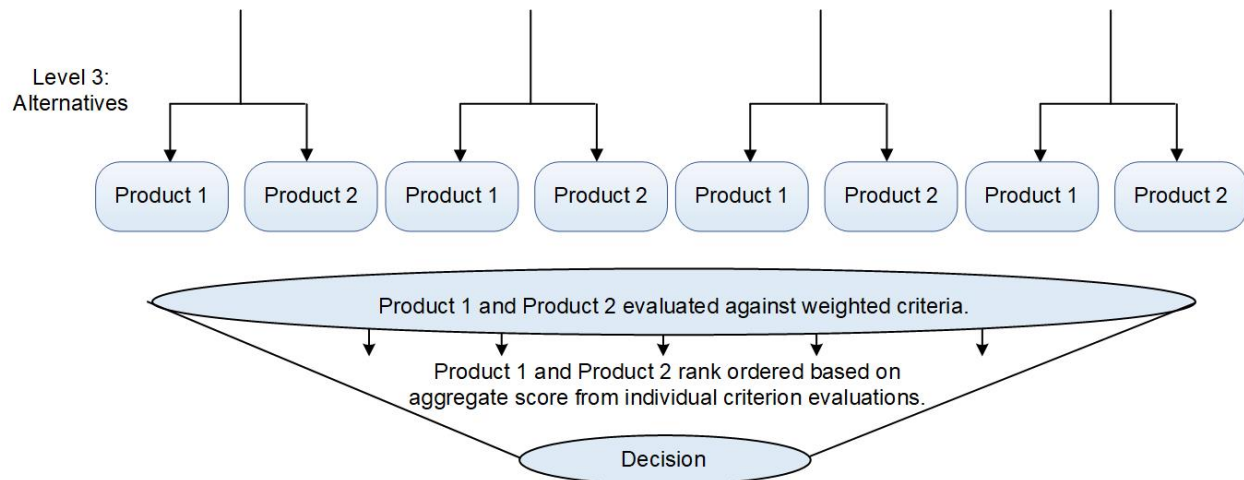 Level 3:
Alternatives
Product 1
Product 2
Product 1
Product 2
Product 1
Product 2
Product 1
Product 2
Product 1 and Product 2 evaluated against weighted criteria.
Product 1 and Product 2 rank ordered based on
aggregate score from individual criterion evaluations.
Decision